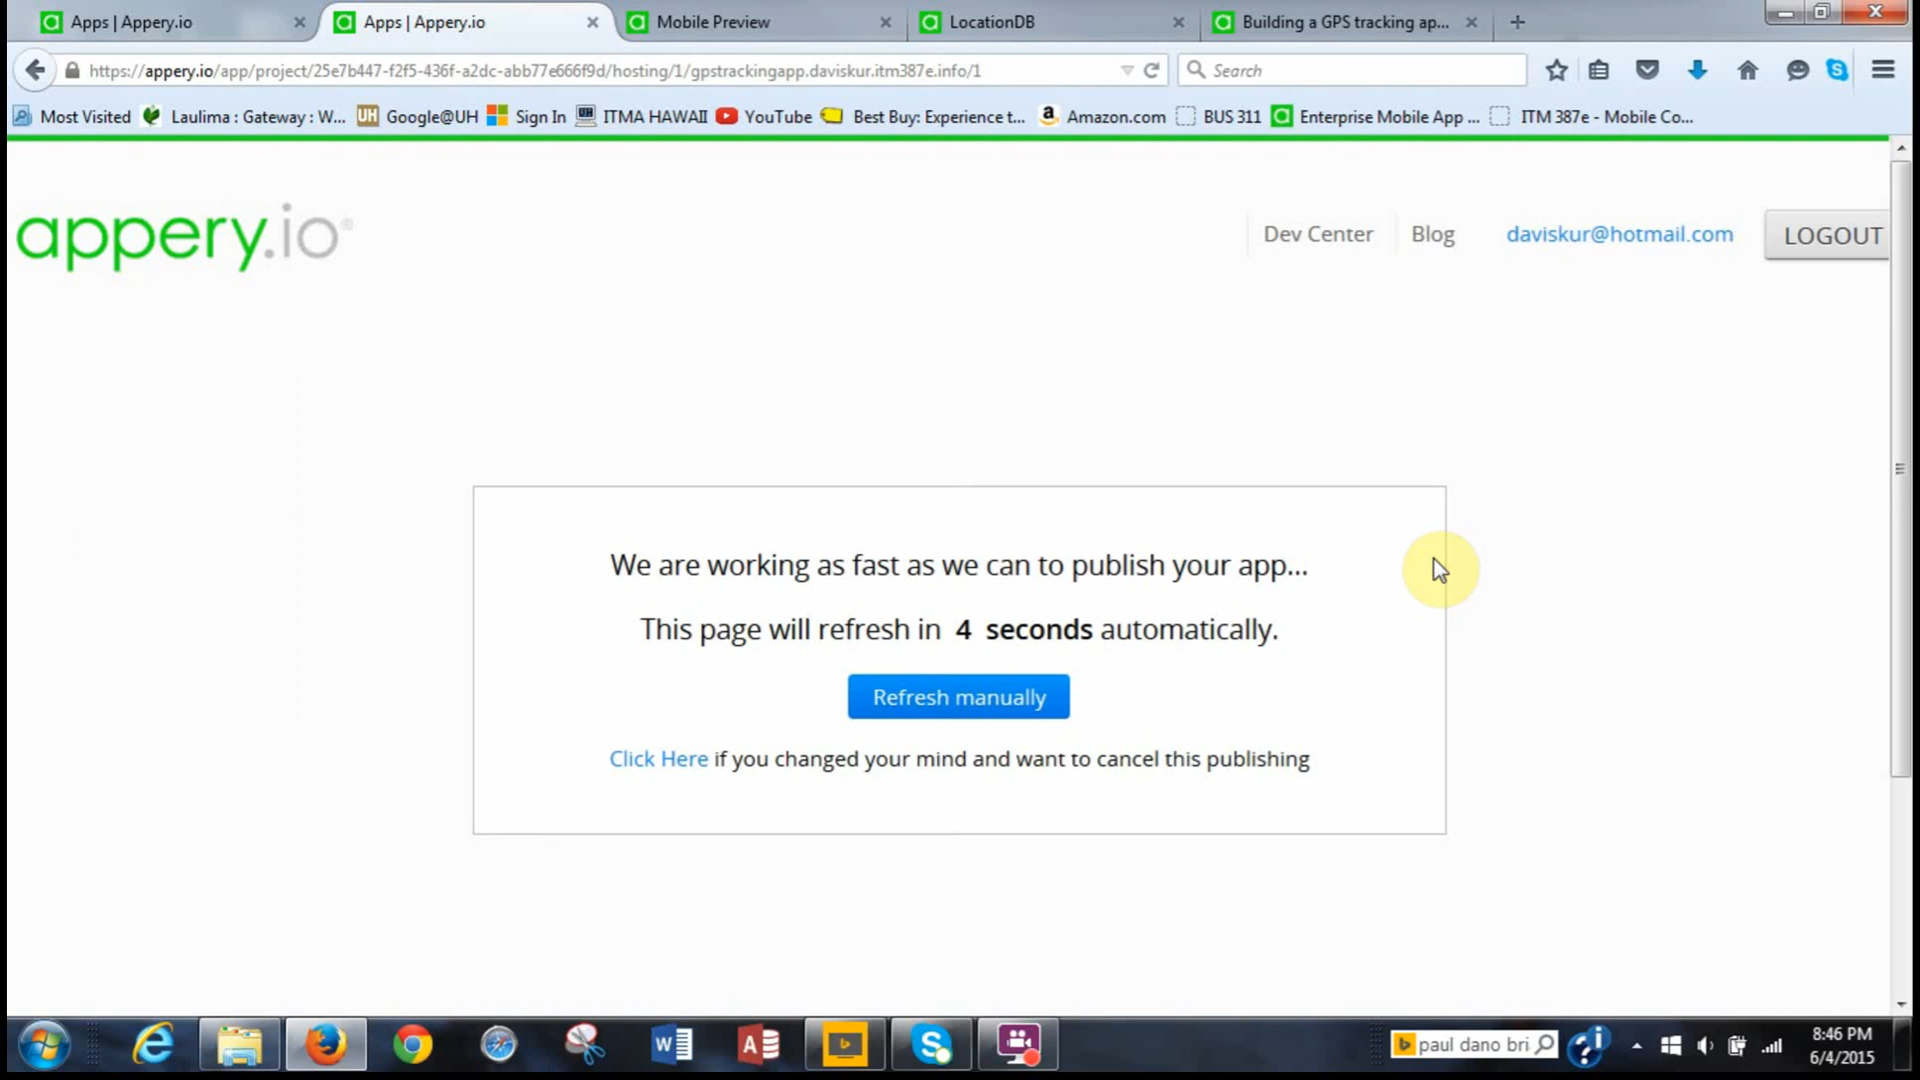 Apps | Appery.io
Apps | Appery.io
Mobile Preview
LocationDB
Building a GPS tracking ap...
https://appery.io/app/project/25e7b447-f2f5-436f-a2dc-abb77e666f9d/hosting/1/gpstrackingapp.daviskur.itm387e.info/1
Search
Most Visited
Laulima : Gateway : W...
UH Google@UH
Sign In
ITMA HAWAII
YouTube
Best Buy: Experience t...
Amazon.com
BUS 311
Enterprise Mobile App ...
ITM 387e - Mobile Co...
appery.io®
Dev Center
Blog
daviskur@hotmail.com
LOGOUT
We are working as fast as we can to publish your app...
This page will refresh in 4 seconds automatically.
Refresh manually
Click Here if you changed your mind and want to cancel this publishing
paul dano bri
8:46 PM
6/4/2015